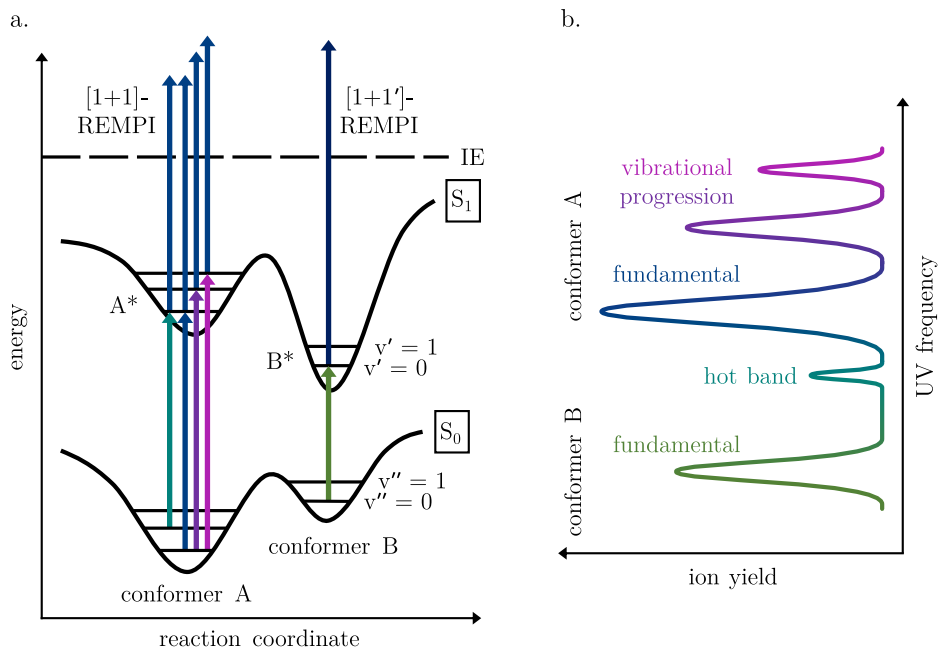 a.
[1+1]-
REMPI
[1+1′]-
REMPI
IE
S₁
A*
B*
v′ = 1
v′ = 0
S₀
v″ = 1
v″ = 0
conformer B
conformer A
energy
reaction coordinate
b.
vibrational
progression
fundamental
hot band
fundamental
conformer A
conformer B
UV frequency
ion yield